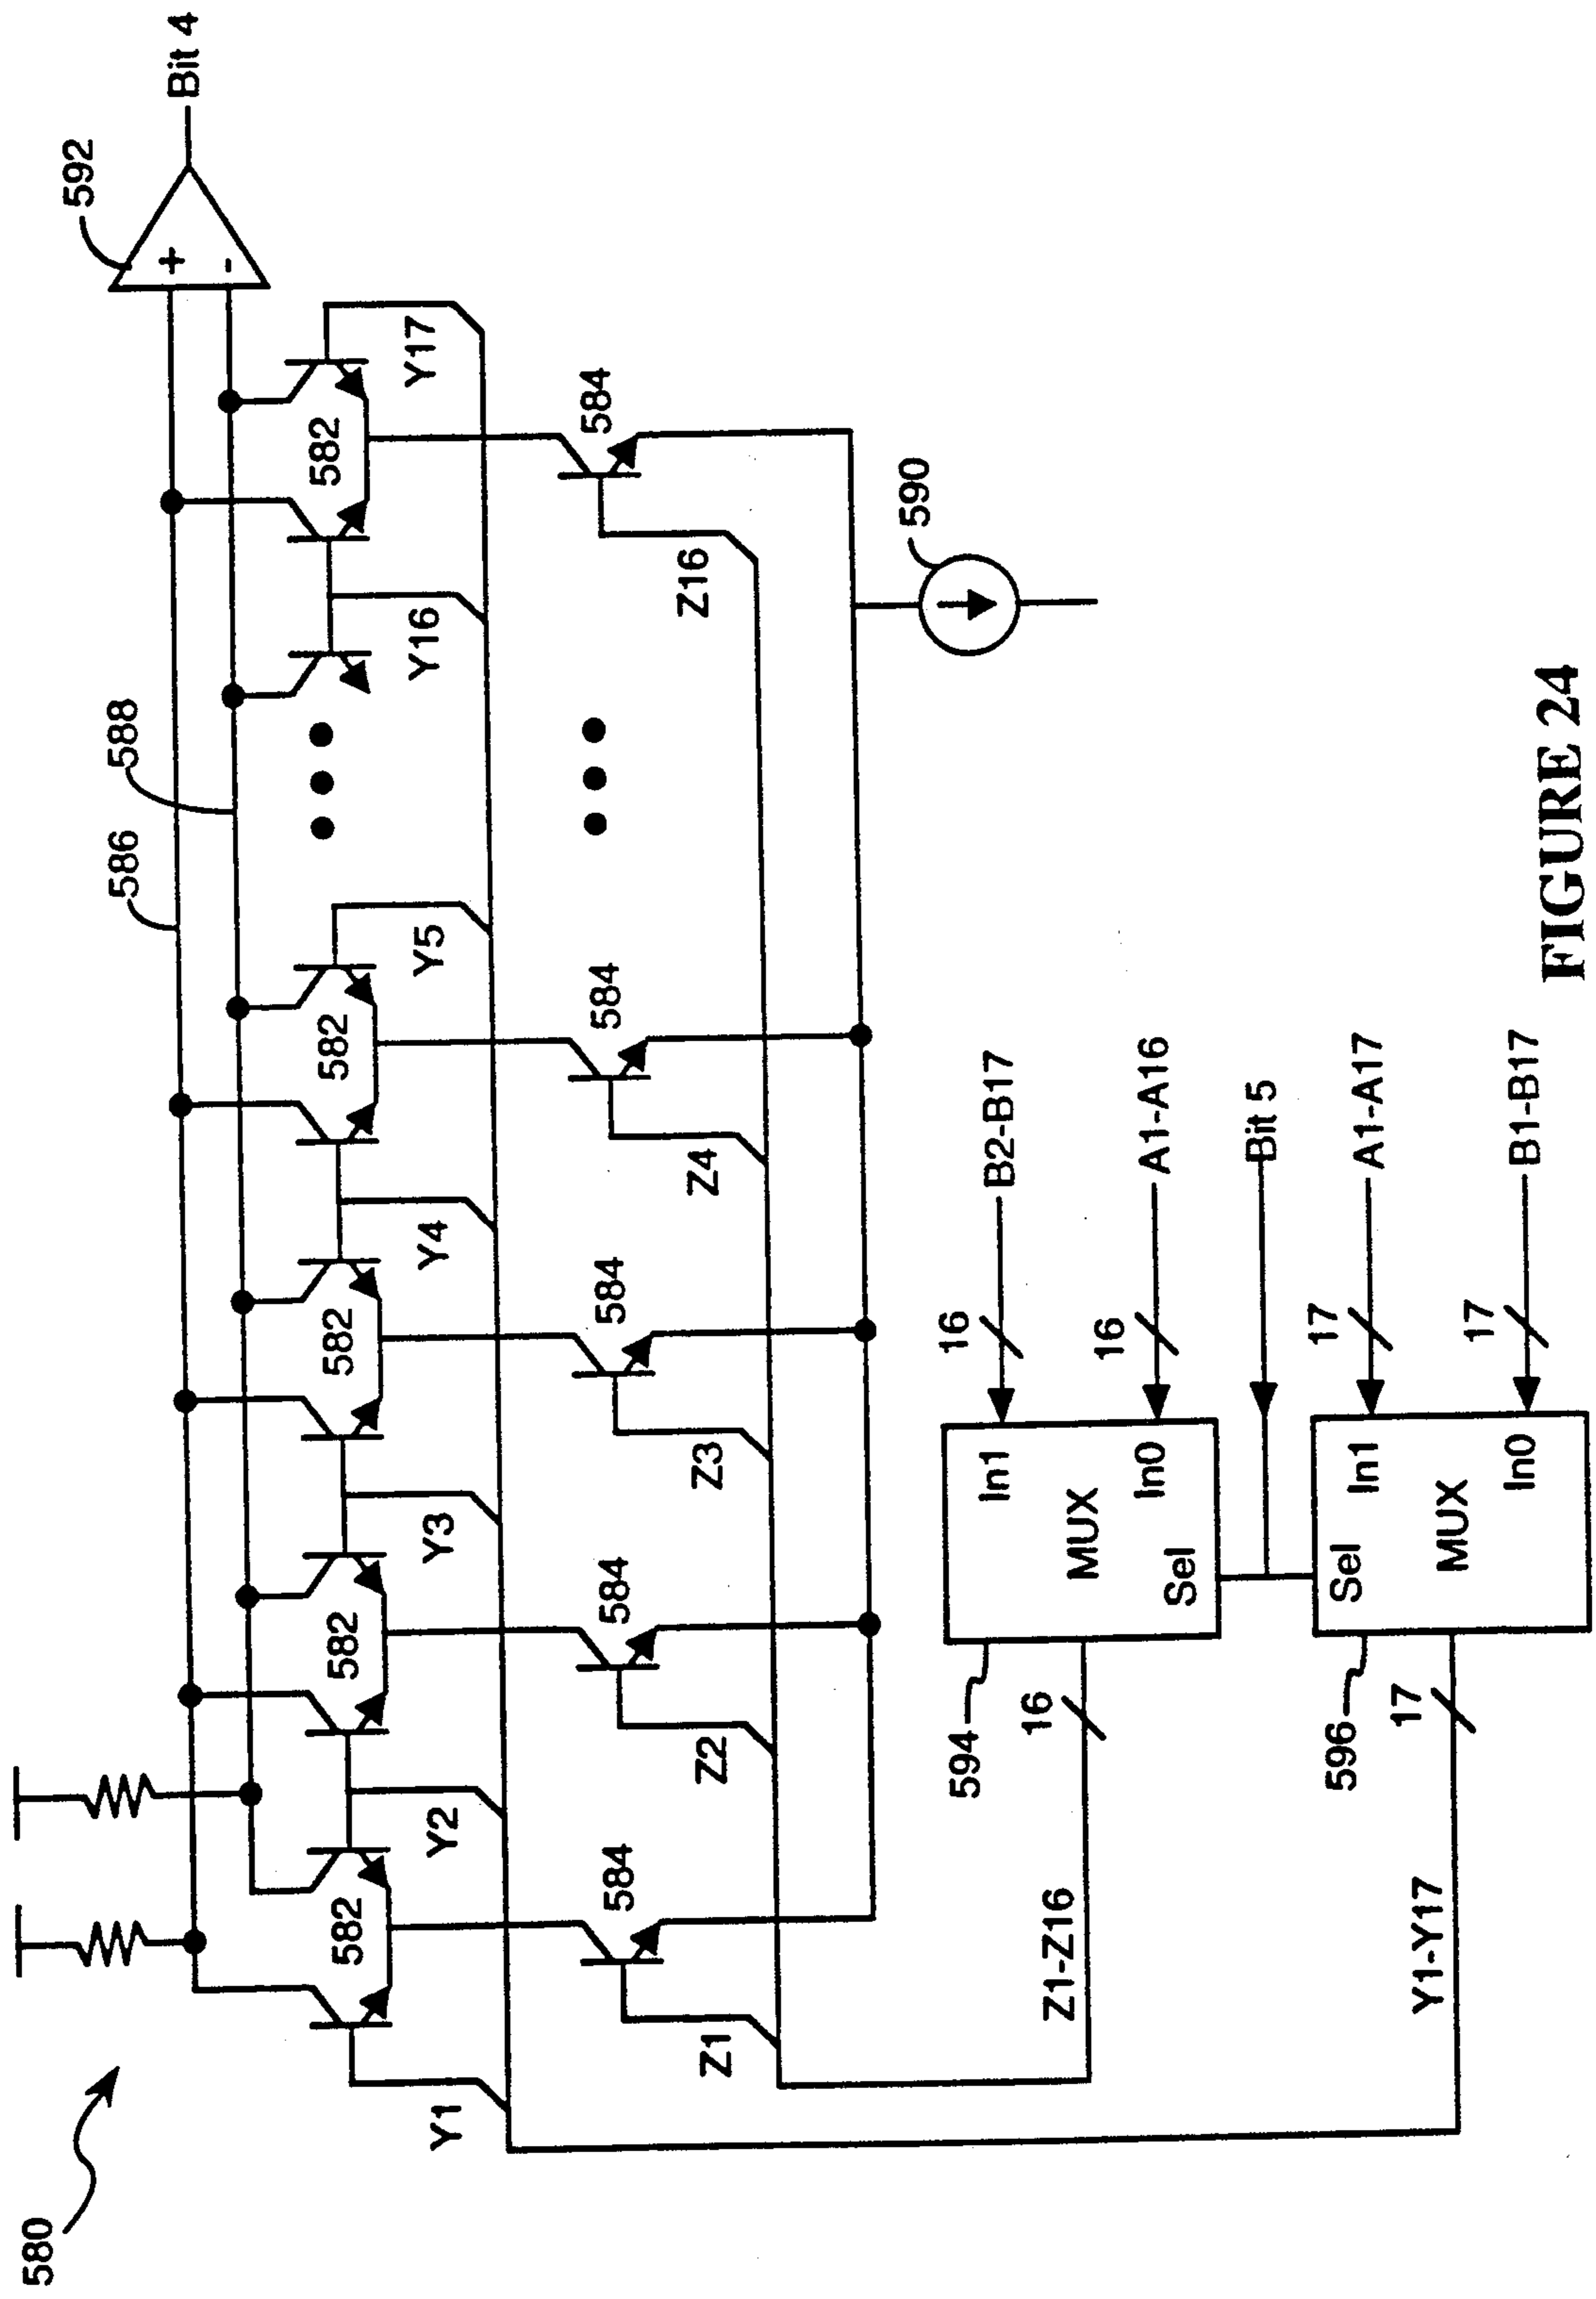 580
586
588
592
+
-
Bit 4
582
582
582
582
582
Y1
Y2
Y3
Y4
Y5
Y16
Y17
584
584
584
584
584
Z1
Z2
Z3
Z4
Z16
590
594
16
Z1-Z16
In1
MUX
In0
Sel
16
B2-B17
16
A1-A16
Bit 5
596
17
Y1-Y17
Sel
In1
MUX
In0
17
A1-A17
17
B1-B17
FIGURE 24